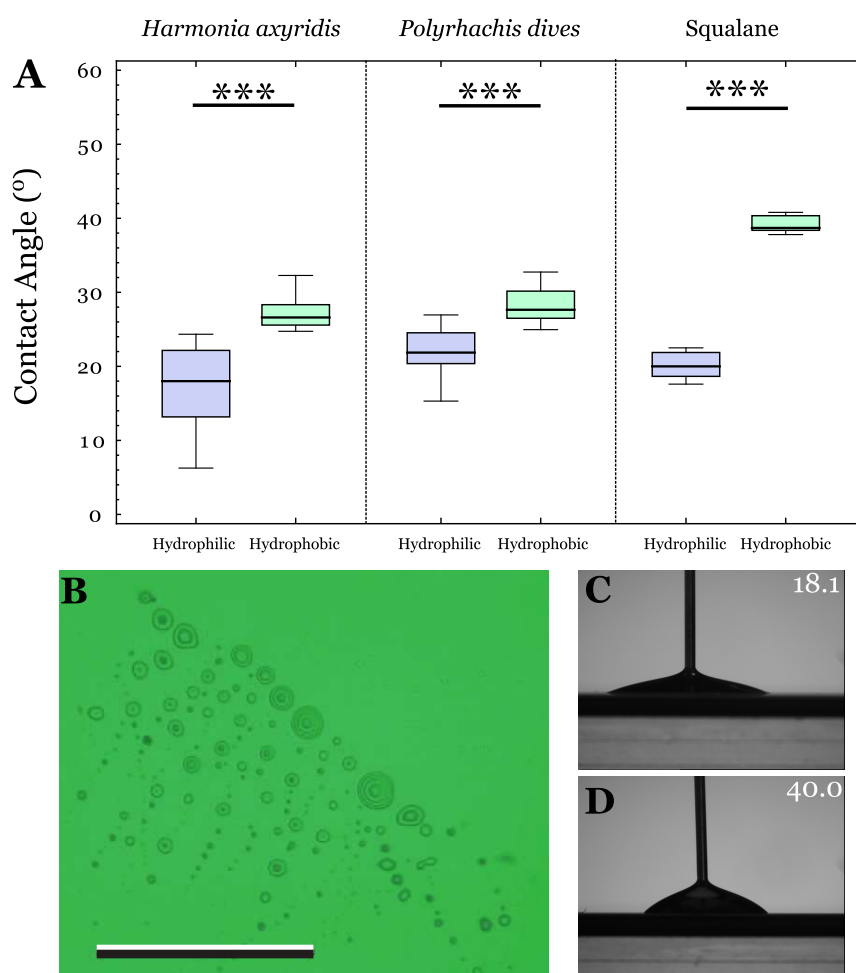 Harmonia axyridis Polyrhachis dives Squalane
A
60
*** *** ***
50
40
30
20
10
0
Contact Angle (º)
Hydrophilic Hydrophobic Hydrophilic Hydrophobic Hydrophilic Hydrophobic
B
C 18.1
D 40.0